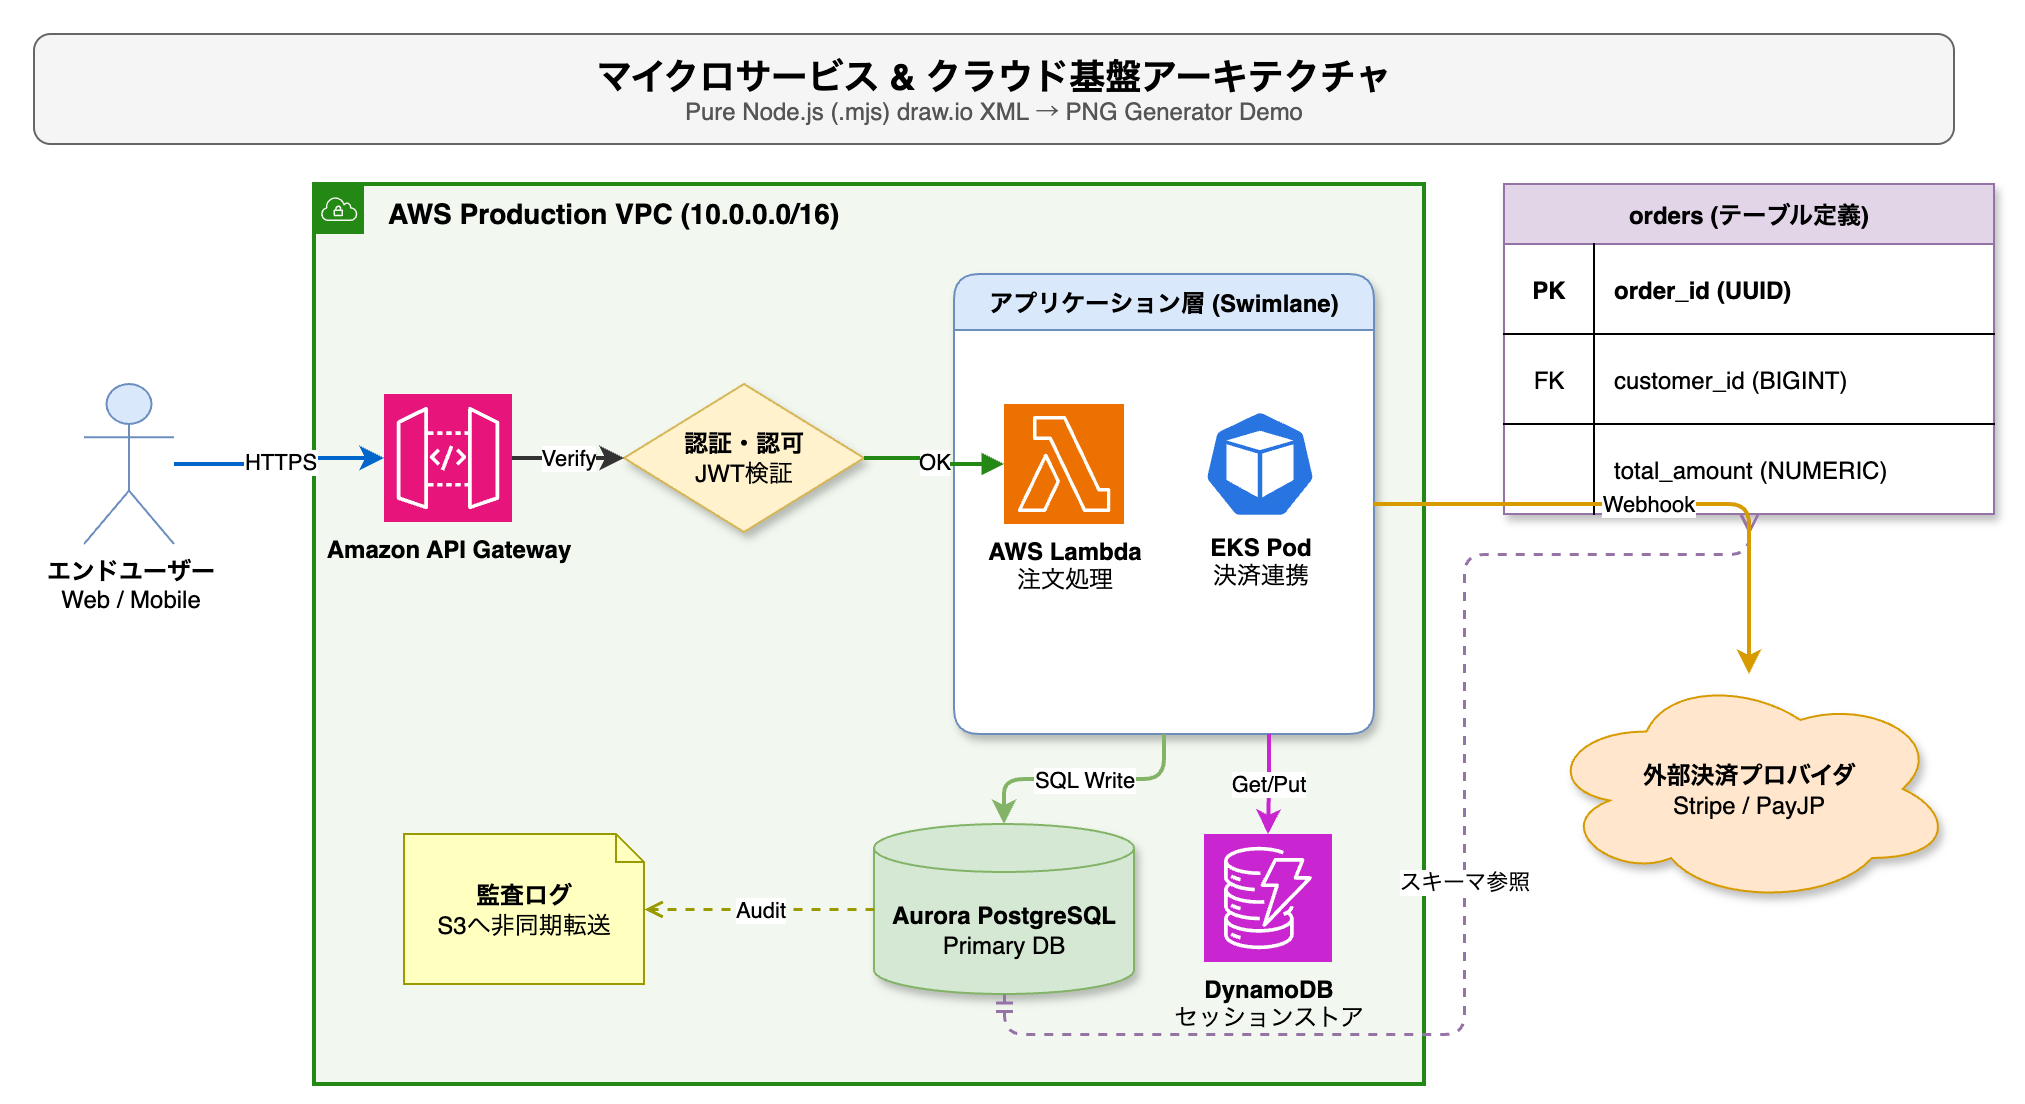 マイクロサービス & クラウド基盤アーキテクチャ
Pure Node.js (.mjs) draw.io XML → PNG Generator Demo
AWS Production VPC (10.0.0.0/16)
orders (テーブル定義)
PK
order_id (UUID)
FK
customer_id (BIGINT)
total_amount (NUMERIC)
アプリケーション層 (Swimlane)
HTTPS
Verify
認証・認可
JWT検証
OK
エンドユーザー
Web / Mobile
Amazon API Gateway
AWS Lambda
注文処理
EKS Pod
決済連携
Webhook
SQL Write
Get/Put
外部決済プロバイダ
Stripe / PayJP
監査ログ
S3へ非同期転送
Audit
Aurora PostgreSQL
Primary DB
DynamoDB
セッションストア
スキーマ参照